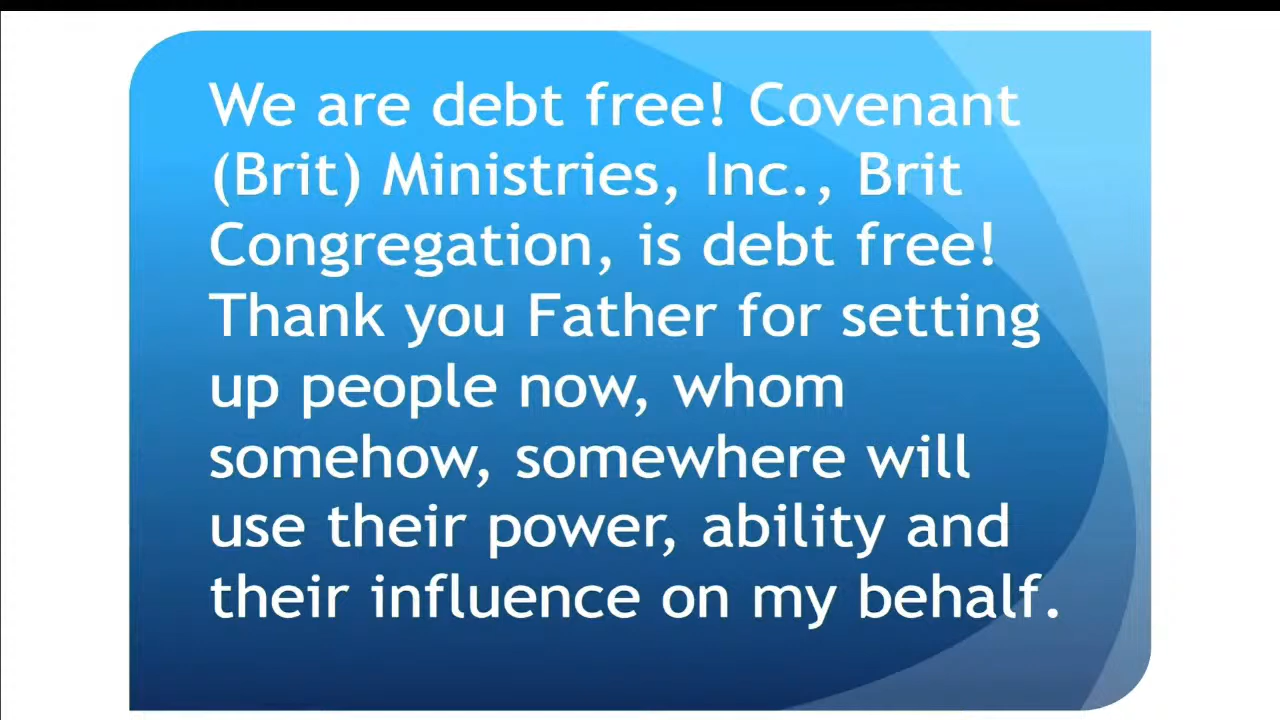 We are debt free! Covenant
(Brit) Ministries, Inc., Brit
Congregation, is debt free!
Thank you Father for setting
up people now, whom
somehow, somewhere will
use their power, ability and
their influence on my behalf.